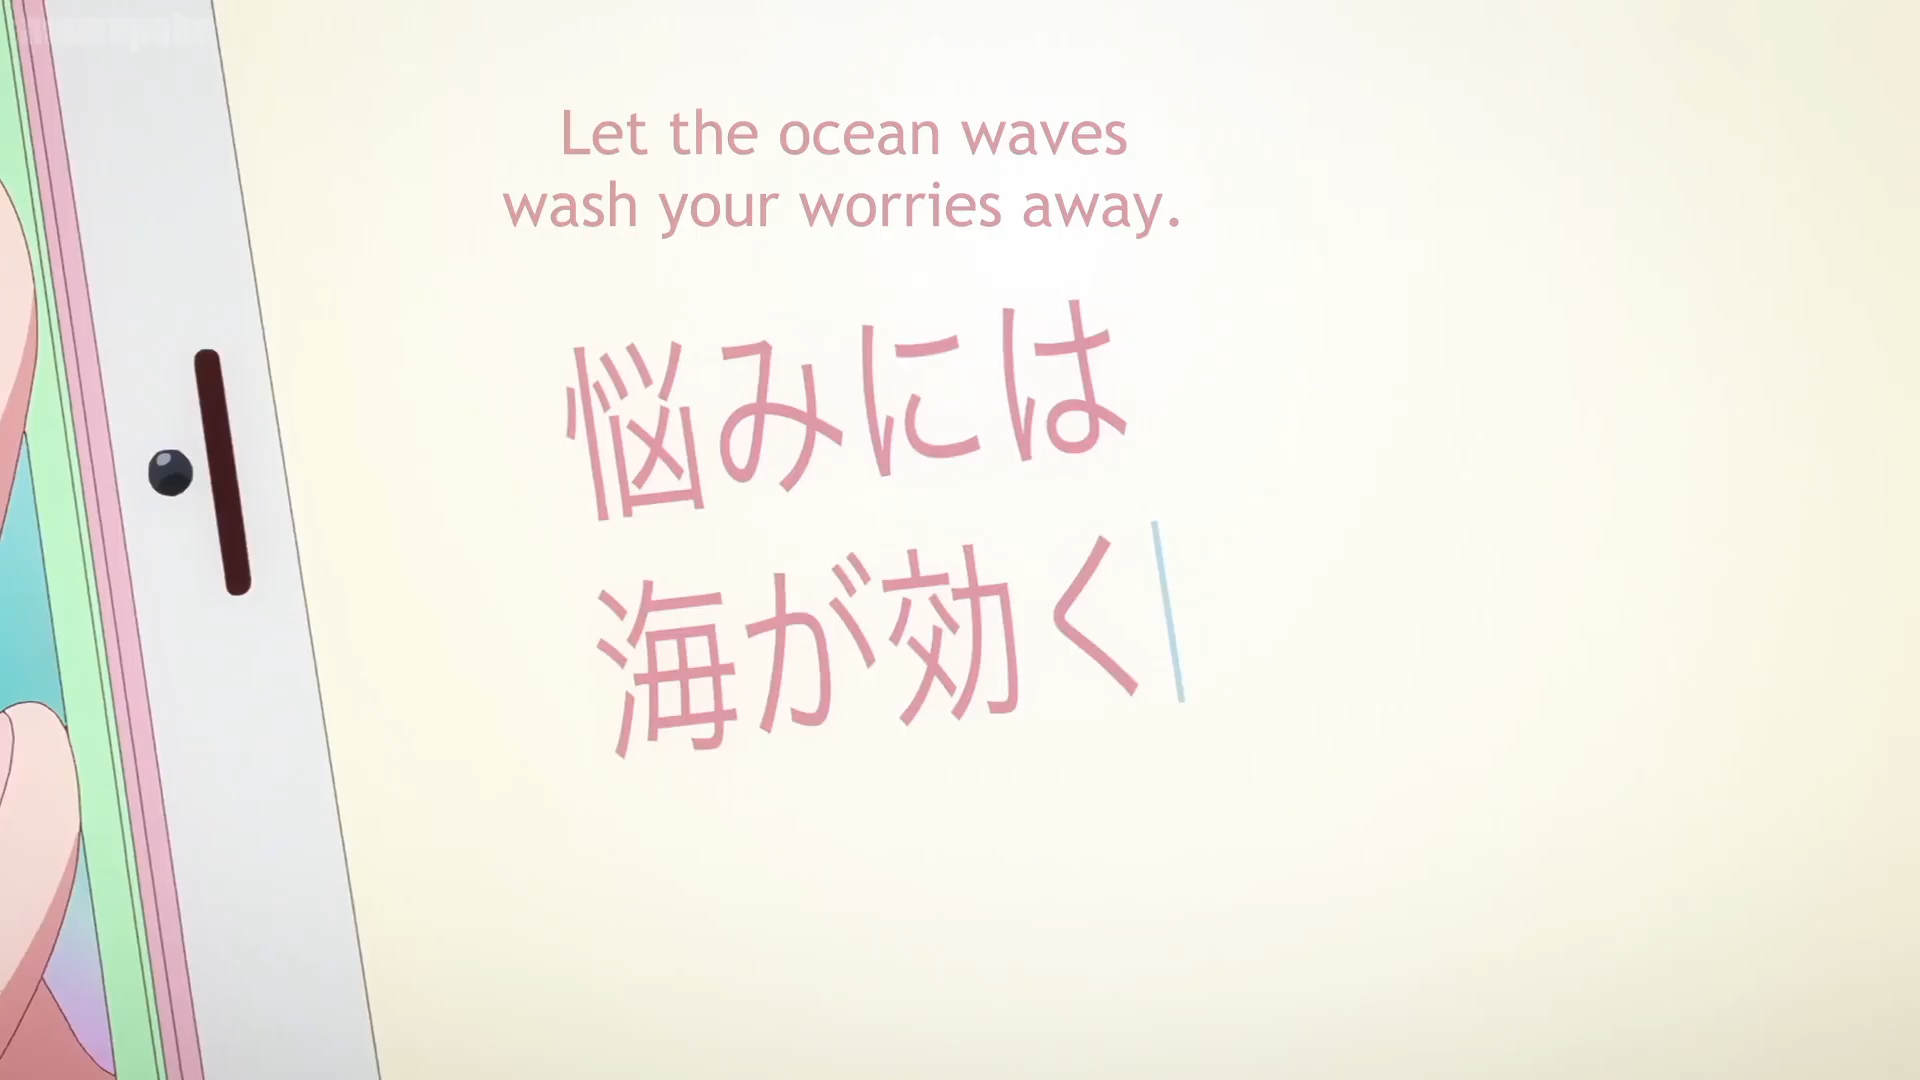 Let the ocean waves
wash your worries away.
悩みには
海が効く